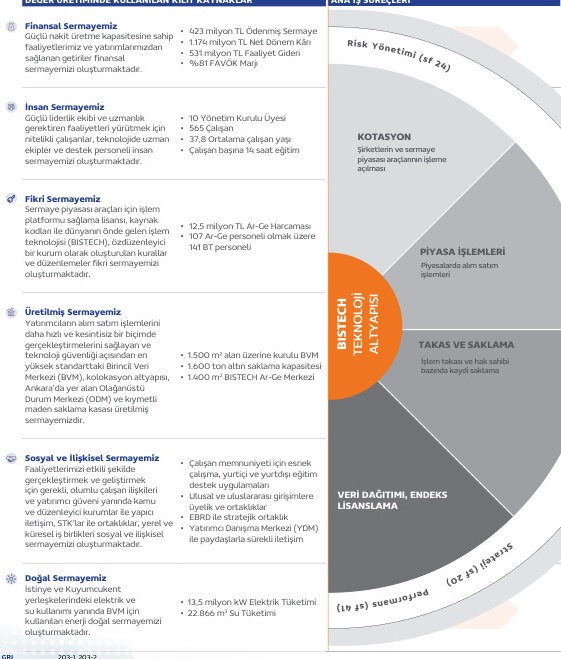 DEĞER ÜRETİMİNDE KULLANILAN KİLİT KAYNAKLAR
Finansal Sermayemiz
Güçlü nakit üretme kapasitesine sahip
faaliyetlerimiz ve yatırımlarımızdan
sağlanan getiriler finansal
sermayemizi oluşturmaktadır.
• 423 milyon TL Ödenmiş Sermaye
• 1.174 milyon TL Net Dönem Kârı
• 531 milyon TL Faaliyet Gideri
• %81 FAVÖK Marjı
İnsan Sermayemiz
Güçlü liderlik ekibi ve uzmanlık
gerektiren faaliyetleri yürütmek için
nitelikli çalışanlar, teknolojide uzman
ekipler ve destek personeli insan
sermayemizi oluşturmaktadır.
• 10 Yönetim Kurulu Üyesi
• 565 Çalışan
• 37,8 Ortalama çalışan yaşı
• Çalışan başına 14 saat eğitim
Fikri Sermayemiz
Sermaye piyasası araçları için işlem
platformu sağlama lisansı, kaynak
kodları ile dünyanın önde gelen işlem
teknolojisi (BISTECH), özdüzenleyici
bir kurum olarak oluşturulan kurallar
ve düzenlemeler fikri sermayemizi
oluşturmaktadır.
• 12,5 milyon TL Ar-Ge Harcaması
• 107 Ar-Ge personeli olmak üzere
141 BT personeli
Üretilmiş Sermayemiz
Yatırımcıların alım satım işlemlerini
daha hızlı ve kesintisiz bir biçimde
gerçekleştirmelerini sağlayan ve
teknoloji güvenliği açısından en
yüksek standarttaki Birincil Veri
Merkezi (BVM), kolokasyon altyapısı,
Ankara'da yer alan Olağanüstü
Durum Merkezi (ODM) ve kıymetli
maden saklama kasası üretilmiş
sermayemizdir.
• 1.500 m² alan üzerine kurulu BVM
• 1.600 ton altın saklama kapasitesi
• 1.400 m² BISTECH Ar-Ge Merkezi
Sosyal ve İlişkisel Sermayemiz
Faaliyetlerimizi etkili şekilde
gerçekleştirmek ve geliştirmek
için gerekli, olumlu çalışan ilişkileri
ve yatırımcı güveni yanında kamu
ve düzenleyici kurumlar ile yapıcı
iletişim, STK'lar ile ortaklıklar, yerel ve
küresel iş birlikleri sosyal ve ilişkisel
sermayemizi oluşturmaktadır.
• Çalışan memnuniyeti için esnek
çalışma, yurtiçi ve yurtdışı eğitim
destek uygulamaları
• Ulusal ve uluslararası girişimlere
üyelik ve ortaklıklar
• EBRD ile stratejik ortaklık
• Yatırımcı Danışma Merkezi (YDM)
ile paydaşlarla sürekli iletişim
Doğal Sermayemiz
İstinye ve Kuyumcukent
yerleşkelerindeki elektrik ve
su kullanımı yanında BVM için
kullanılan enerji doğal sermayemizi
oluşturmaktadır.
• 13,5 milyon kW Elektrik Tüketimi
• 22.866 m³ Su Tüketimi
GRI 203-1 203-2
ANA İŞ SÜREÇLERİ
Risk Yönetimi (sf 24)
KOTASYON
Şirketlerin ve sermaye
piyasası araçlarının işleme
açılması
PİYASA İŞLEMLERİ
Piyasalarda alım satım
işlemleri
BISTECH
TEKNOLOJİ
ALTYAPISI
TAKAS VE SAKLAMA
İşlem takası ve hak sahibi
bazında kaydi saklama
VERİ DAĞITIMI, ENDEKS
LİSANSLAMA
Strateji (sf 20)
performans (sf 41)